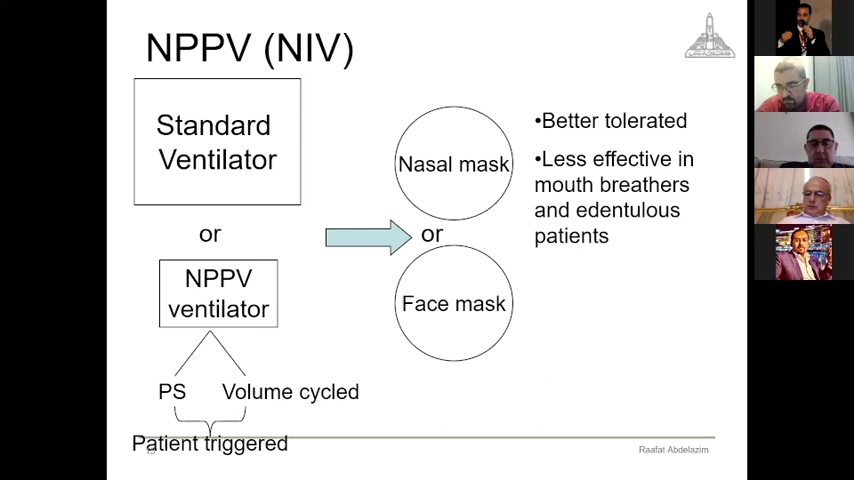 NPPV (NIV)
Standard
Ventilator
or
NPPV
ventilator
PS
Volume cycled
Patient triggered
Nasal mask
or
Face mask
•Better tolerated
•Less effective in
mouth breathers
and edentulous
patients
Raafat Abdelazim